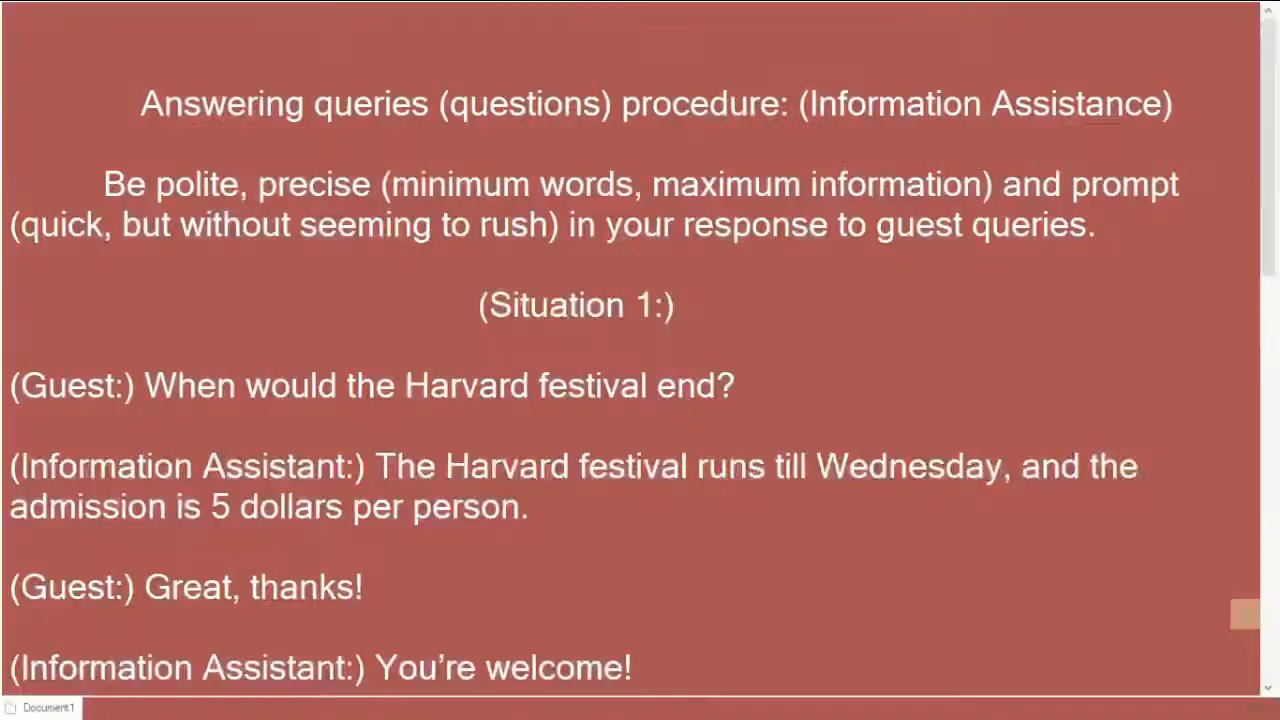 Answering queries (questions) procedure: (Information Assistance)
Be polite, precise (minimum words, maximum information) and prompt
(quick, but without seeming to rush) in your response to guest queries.
(Situation 1:)
(Guest:) When would the Harvard festival end?
(Information Assistant:) The Harvard festival runs till Wednesday, and the
admission is 5 dollars per person.
(Guest:) Great, thanks!
(Information Assistant:) You’re welcome!
Document1